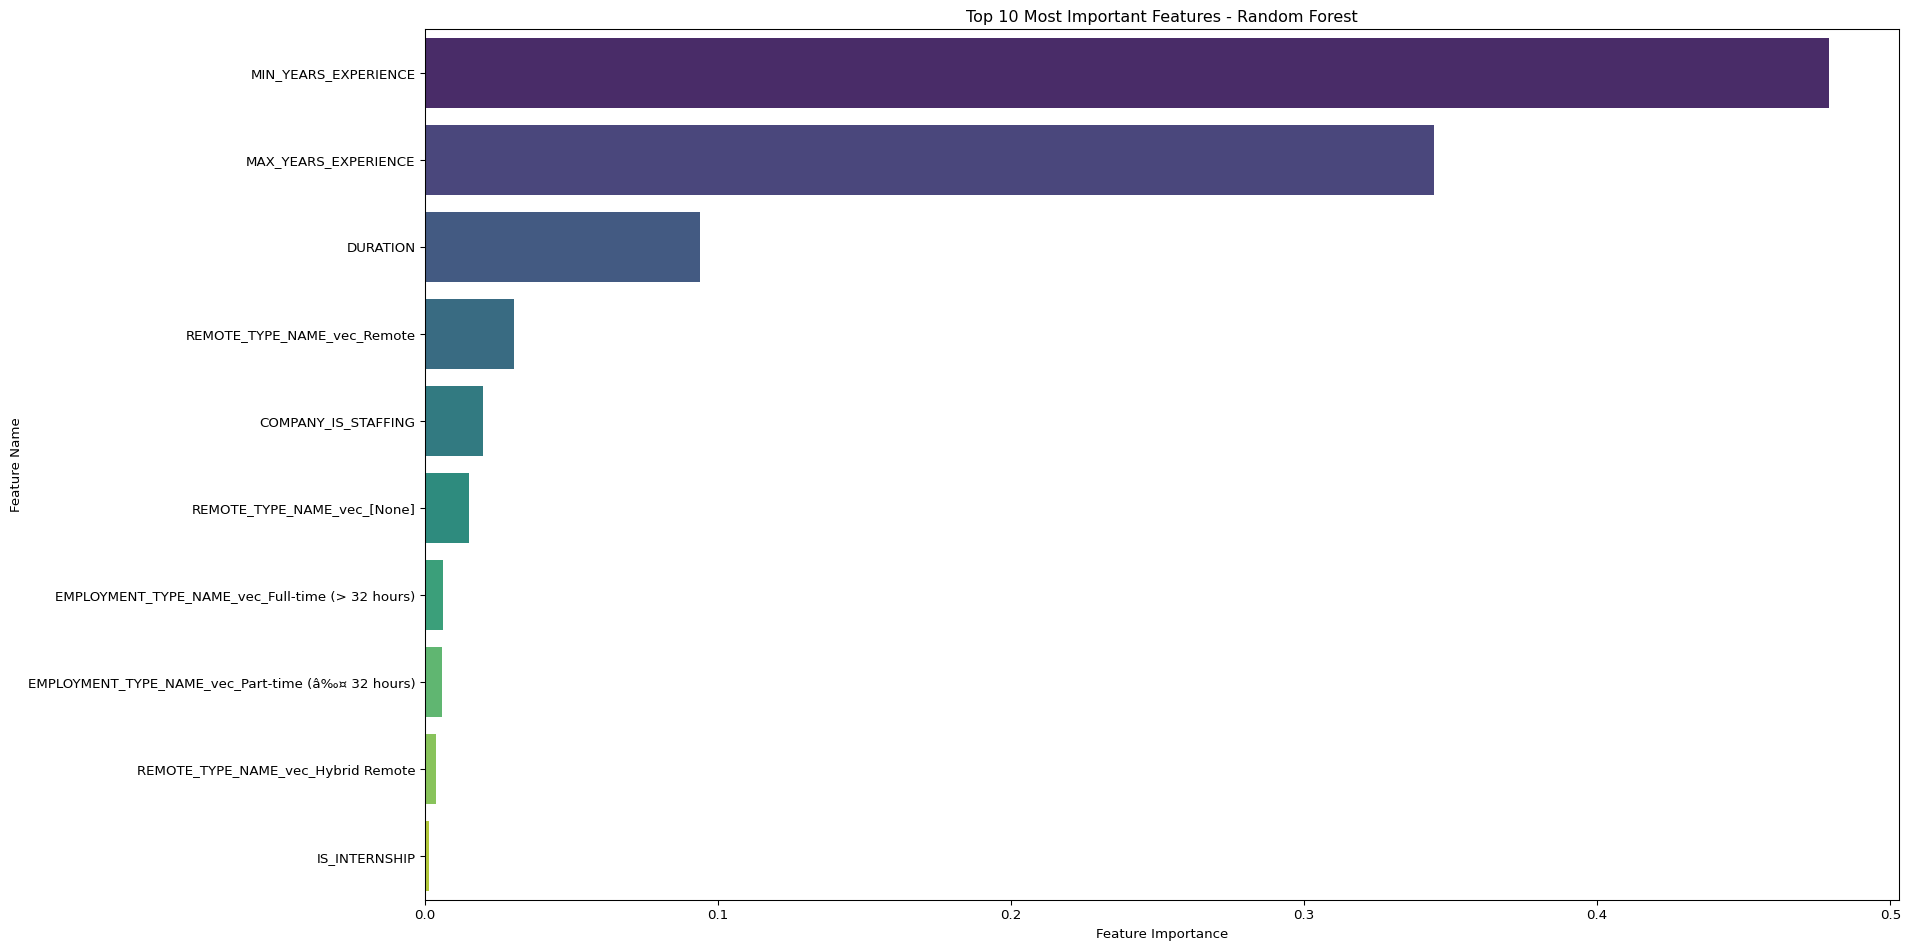 Top 10 Most Important Features - Random Forest
Feature Name
MIN_YEARS_EXPERIENCE
MAX_YEARS_EXPERIENCE
DURATION
REMOTE_TYPE_NAME_vec_Remote
COMPANY_IS_STAFFING
REMOTE_TYPE_NAME_vec_[None]
EMPLOYMENT_TYPE_NAME_vec_Full-time (> 32 hours)
EMPLOYMENT_TYPE_NAME_vec_Part-time (â‰¤ 32 hours)
REMOTE_TYPE_NAME_vec_Hybrid Remote
IS_INTERNSHIP
0.0 0.1 0.2 0.3 0.4 0.5
Feature Importance